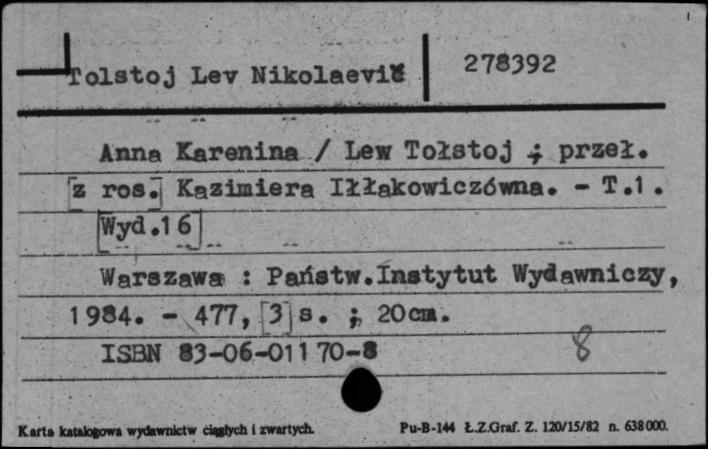 Tolstoj Lev Nikolaevič 278392
Anna Karenina / Lew Tołstoj ; przeł.
[z ros.] Kazimiera Iłłakowiczówna. - T.1.
[Wyd.16]
Warszawa : Państw.Instytut Wydawniczy,
1984. - 477, [3] s. ; 20cm.
ISBN 83-06-01170-8
8
Karta katalogowa wydawnictw ciągłych i zwartych. Pu-B-144 Ł.Z.Graf. Z. 120/15/82 n. 638000.